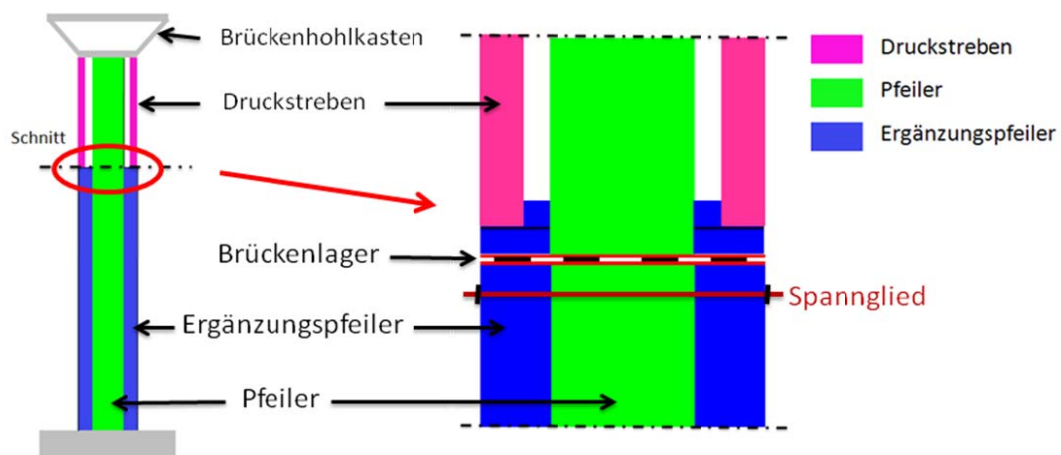 Brückenhohlkasten
Druckstreben
Schnitt
Brückenlager
Ergänzungspfeiler
Pfeiler
Spannglied
Druckstreben
Pfeiler
Ergänzungspfeiler